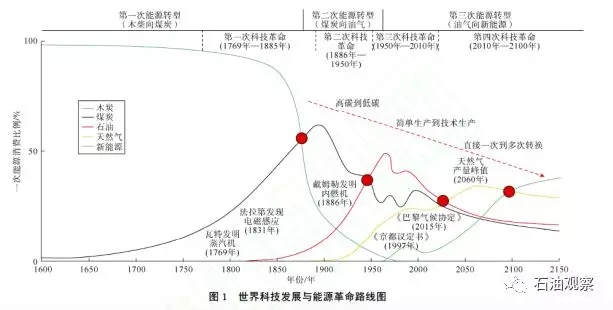 第一次能源转型
(木柴向煤炭)
第二次能源转型
(煤炭向油气)
第三次能源转型
(油气向新能源)
第一次科技革命
(1769年—1885年)
第二次科技
革命
(1886年—
1950年)
第三次科技革命
(1950年—2010年)
第四次科技革命
(2010年—2100年)
一次能源消费比例/%
100
50
0
木炭
煤炭
石油
天然气
新能源
高碳到低碳
简单生产到技术生产
直接一次到多次转换
天然气
产量峰值
(2060年)
戴姆勒发明
内燃机
(1886年)
法拉第发现
电磁感应
(1831年)
瓦特发明
蒸汽机
(1769年)
《巴黎气候协定》
(2015年)
《京都议定书》
(1997年)
1600 1650 1700 1750 1800 1850 1900 1950 2000 2050 2100 2150
年份/年
图 1 世界科技发展与能源革命路线图
石油观察